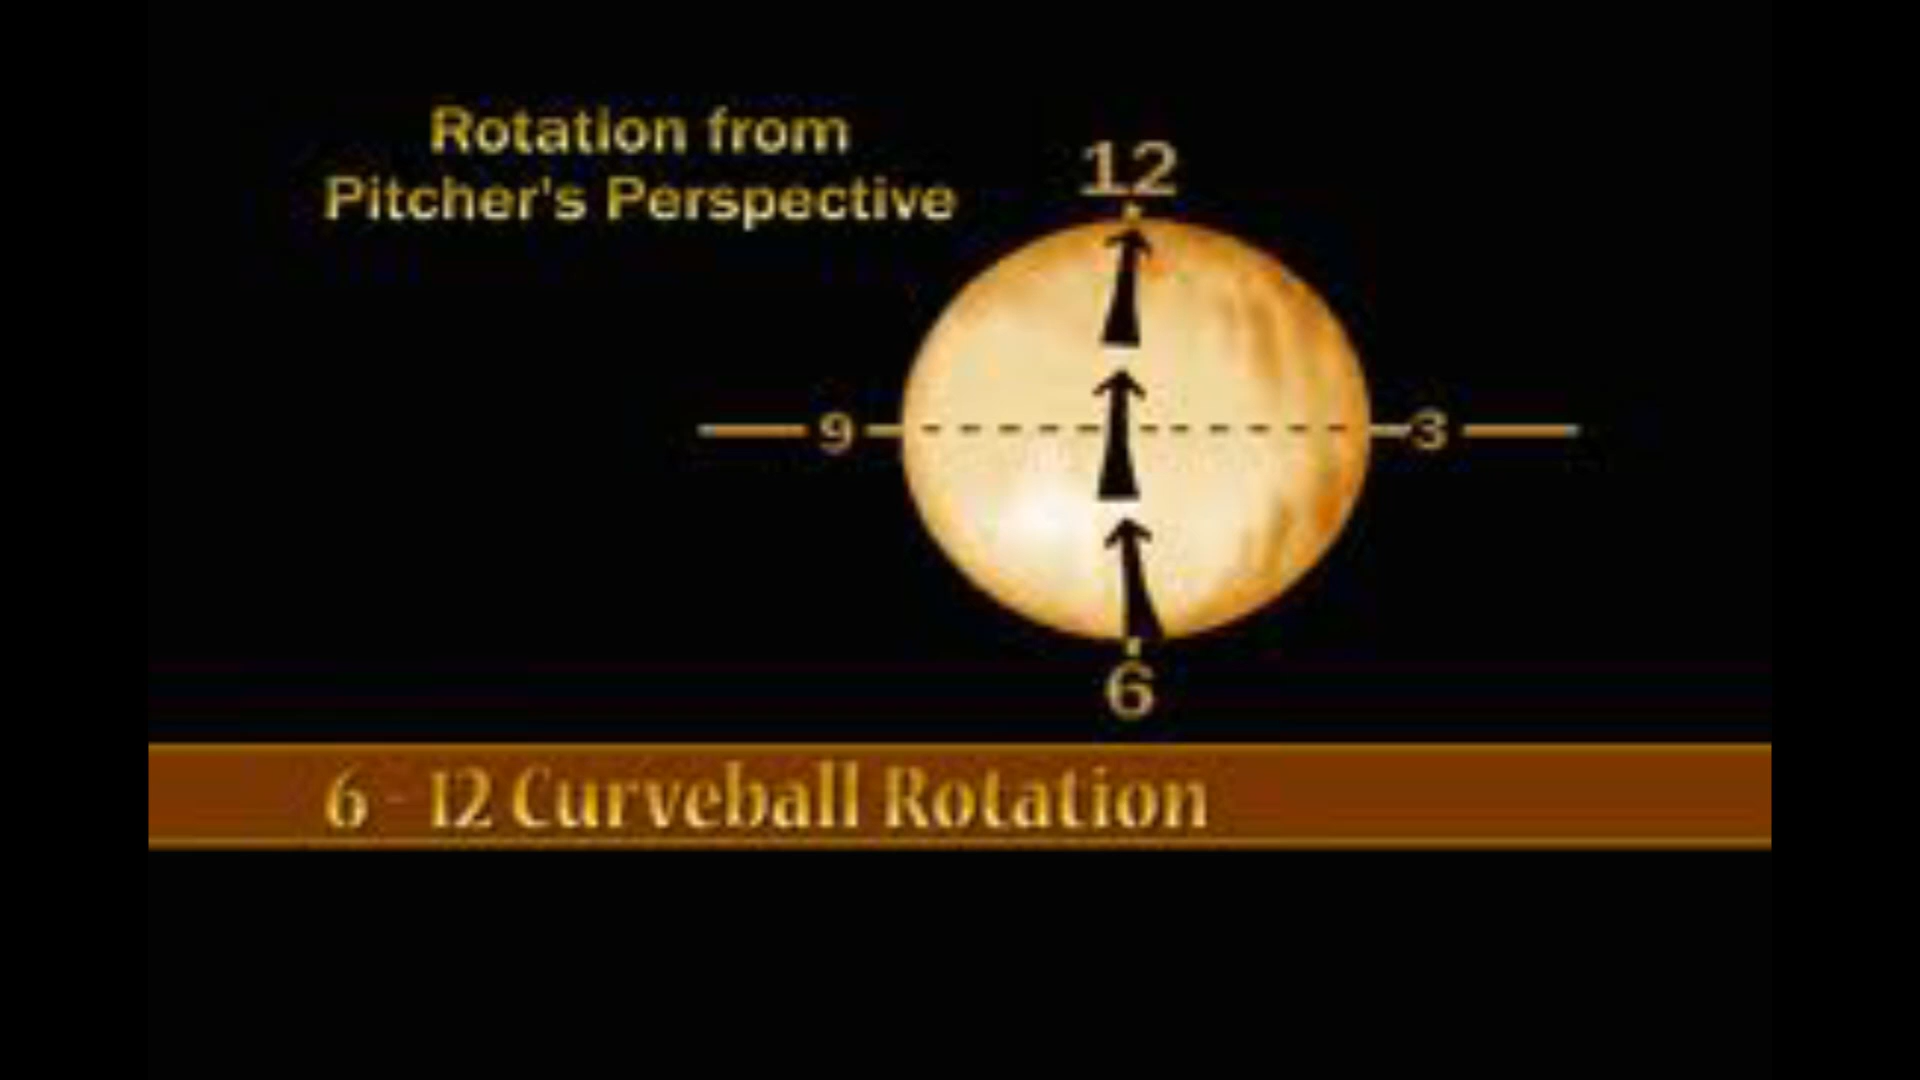 Rotation from
Pitcher's Perspective
12
9
3
6
6 - 12 Curveball Rotation